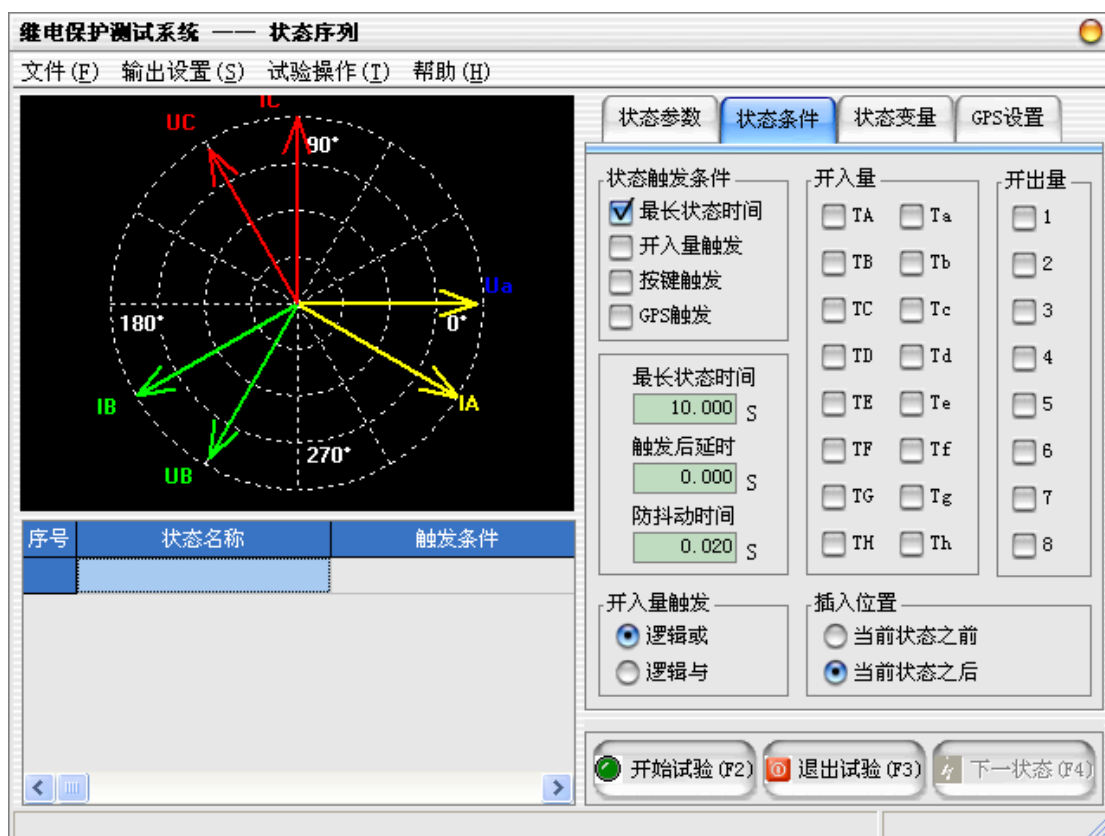 继电保护测试系统 —— 状态序列
文件(F) 输出设置(S) 试验操作(T) 帮助(H)
IC
UC
90°
Ua
180°
0°
IB
IA
270°
UB
序号 状态名称 触发条件
状态参数 状态条件 状态变量 GPS设置
状态触发条件
最长状态时间
开入量触发
按键触发
GPS触发
最长状态时间
10.000 S
触发后延时
0.000 S
防抖动时间
0.020 S
开入量
TA Ta
TB Tb
TC Tc
TD Td
TE Te
TF Tf
TG Tg
TH Th
开出量
1
2
3
4
5
6
7
8
开入量触发
逻辑或
逻辑与
插入位置
当前状态之前
当前状态之后
开始试验(F2) 退出试验(F3) 下一状态(F4)